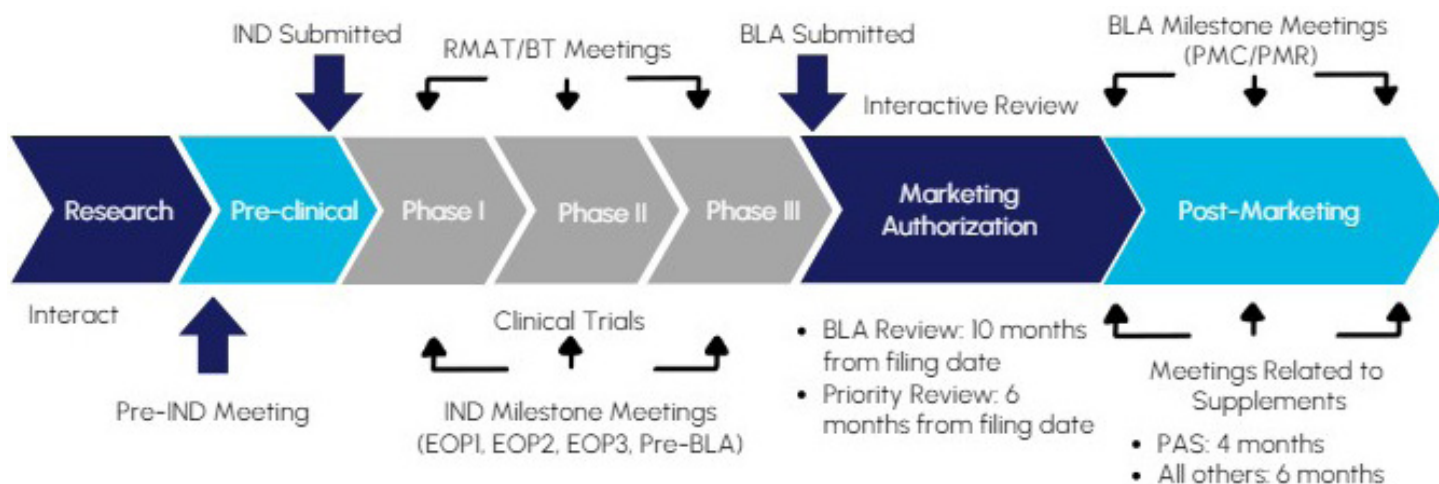 IND Submitted
RMAT/BT Meetings
BLA Submitted
BLA Milestone Meetings
(PMC/PMR)
Interactive Review
Research
Pre-clinical
Phase I
Phase II
Phase III
Marketing
Authorization
Post-Marketing
Interact
Pre-IND Meeting
Clinical Trials
IND Milestone Meetings
(EOP1, EOP2, EOP3, Pre-BLA)
• BLA Review: 10 months
from filing date
• Priority Review: 6
months from filing date
Meetings Related to
Supplements
• PAS: 4 months
• All others: 6 months